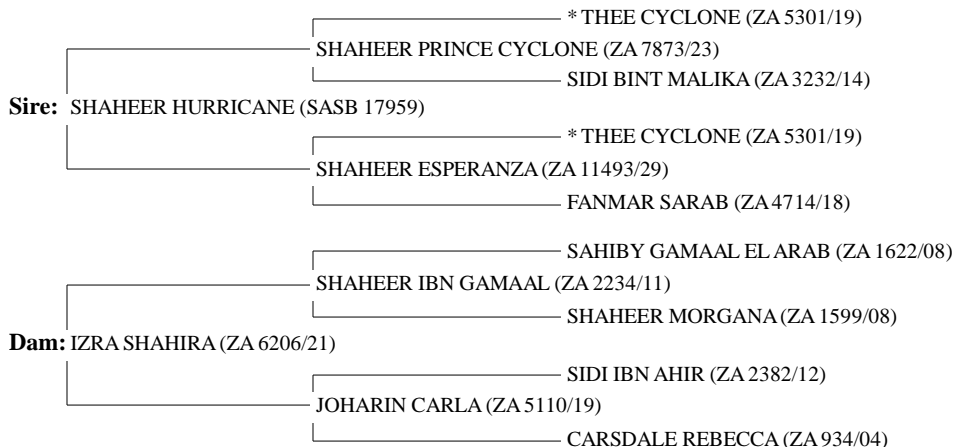 * THEE CYCLONE (ZA 5301/19)
SHAHEER PRINCE CYCLONE (ZA 7873/23)
SIDI BINT MALIKA (ZA 3232/14)
Sire: SHAHEER HURRICANE (SASB 17959)
* THEE CYCLONE (ZA 5301/19)
SHAHEER ESPERANZA (ZA 11493/29)
FANMAR SARAB (ZA 4714/18)
SAHIBY GAMAAL EL ARAB (ZA 1622/08)
SHAHEER IBN GAMAAL (ZA 2234/11)
SHAHEER MORGANA (ZA 1599/08)
Dam: IZRA SHAHIRA (ZA 6206/21)
SIDI IBN AHIR (ZA 2382/12)
JOHARIN CARLA (ZA 5110/19)
CARSDALE REBECCA (ZA 934/04)